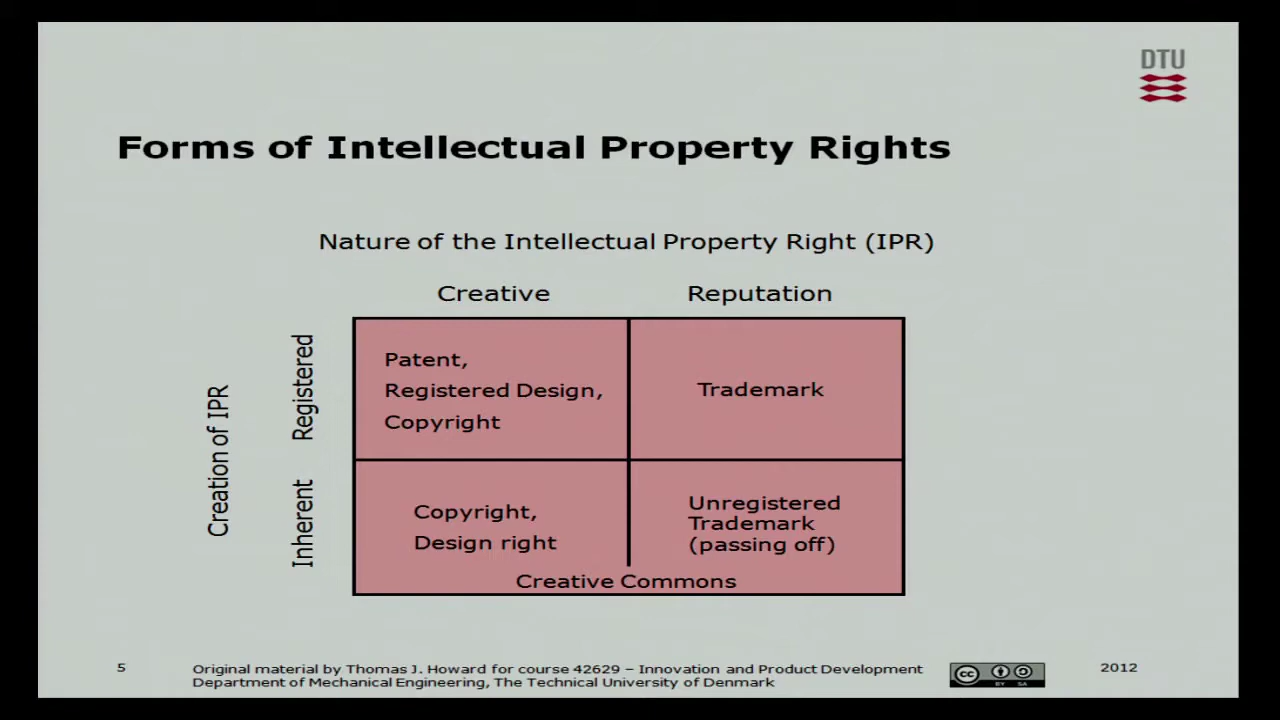 DTU
Forms of Intellectual Property Rights
Nature of the Intellectual Property Right (IPR)
Creative Reputation
Creation of IPR
Registered
Patent,
Registered Design,
Copyright
Trademark
Inherent
Copyright,
Design right
Unregistered
Trademark
(passing off)
Creative Commons
5
Original material by Thomas J. Howard for course 42629 – Innovation and Product Development
Department of Mechanical Engineering, The Technical University of Denmark
cc
BY SA
2012